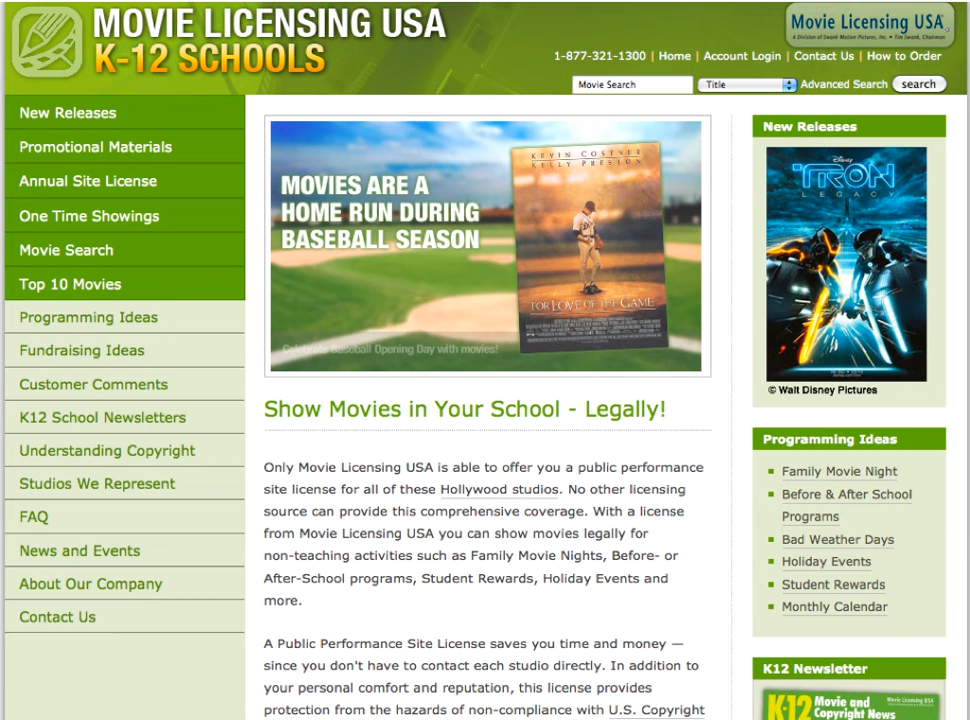 MOVIE LICENSING USA
K-12 SCHOOLS
Movie Licensing USA
A Division of Swank Motion Pictures, Inc. • Tim Swank, Chairman
1-877-321-1300 | Home | Account Login | Contact Us | How to Order
Movie Search Title Advanced Search search
New Releases
Promotional Materials
Annual Site License
One Time Showings
Movie Search
Top 10 Movies
Programming Ideas
Fundraising Ideas
Customer Comments
K12 School Newsletters
Understanding Copyright
Studios We Represent
FAQ
News and Events
About Our Company
Contact Us
MOVIES ARE A
HOME RUN DURING
BASEBALL SEASON
Celebrate Baseball Opening Day with movies!
KEVIN COSTNER
KELLY PRESTON
FOR LOVE OF THE GAME
Show Movies in Your School - Legally!
Only Movie Licensing USA is able to offer you a public performance
site license for all of these Hollywood studios. No other licensing
source can provide this comprehensive coverage. With a license
from Movie Licensing USA you can show movies legally for
non-teaching activities such as Family Movie Nights, Before- or
After-School programs, Student Rewards, Holiday Events and
more.
A Public Performance Site License saves you time and money —
since you don't have to contact each studio directly. In addition to
your personal comfort and reputation, this license provides
protection from the hazards of non-compliance with U.S. Copyright
New Releases
Disney
TRON
LEGACY
© Walt Disney Pictures
Programming Ideas
Family Movie Night
Before & After School
Programs
Bad Weather Days
Holiday Events
Student Rewards
Monthly Calendar
K12 Newsletter
K12 Movie and
Copyright News
Movie Licensing USA